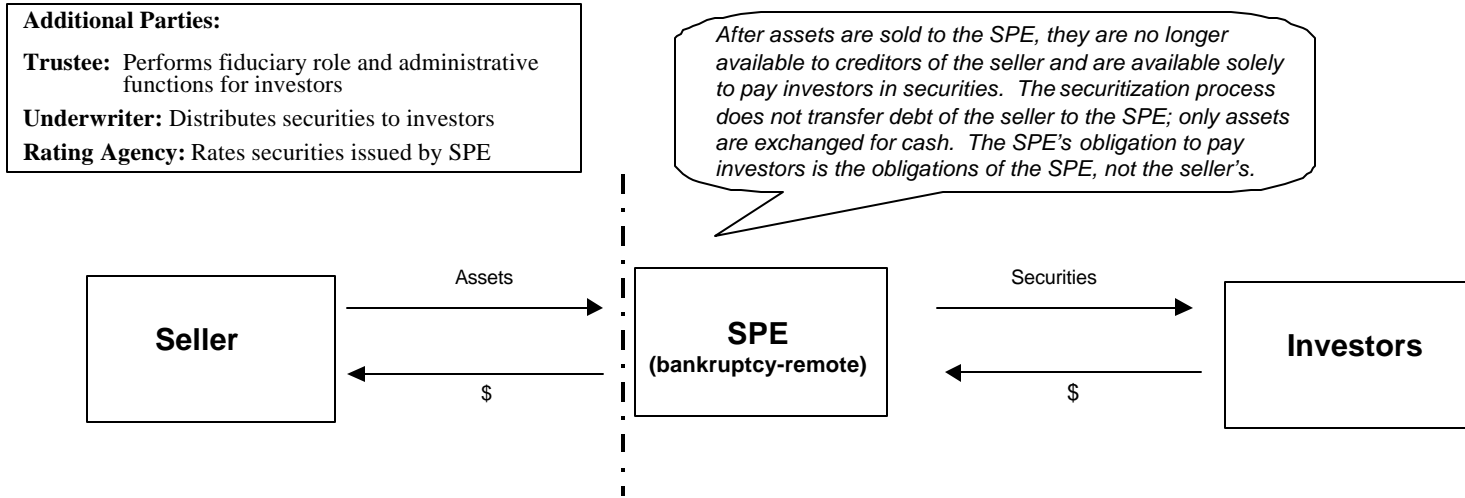 Additional Parties:
Trustee: Performs fiduciary role and administrative
functions for investors
Underwriter: Distributes securities to investors
Rating Agency: Rates securities issued by SPE
After assets are sold to the SPE, they are no longer
available to creditors of the seller and are available solely
to pay investors in securities. The securitization process
does not transfer debt of the seller to the SPE; only assets
are exchanged for cash. The SPE's obligation to pay
investors is the obligations of the SPE, not the seller's.
Seller
Assets
$
SPE
(bankruptcy-remote)
Securities
$
Investors